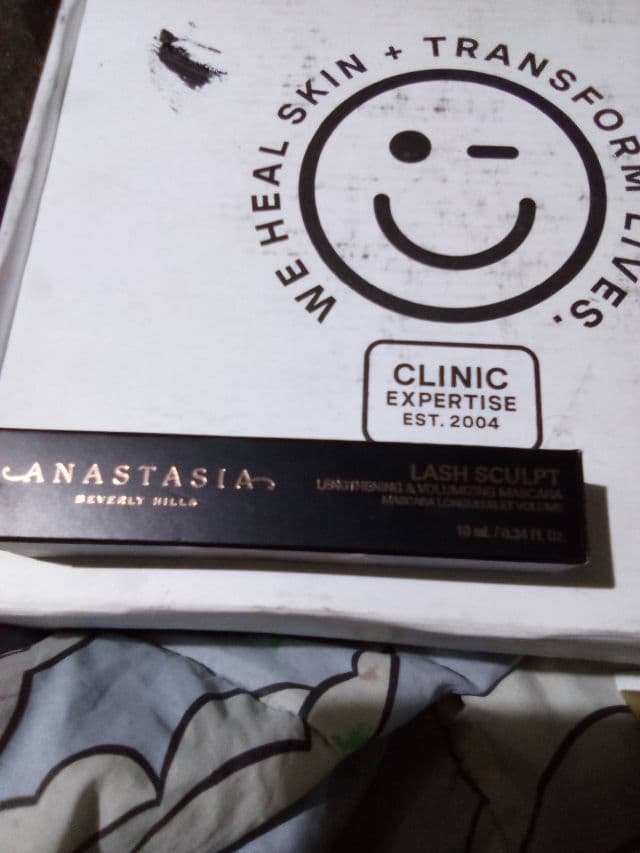 WE HEAL SKIN + TRANSFORM LIVES.
CLINIC
EXPERTISE
EST. 2004
ANASTASIA
BEVERLY HILLS
LASH SCULPT
LENGTHENING & VOLUMIZING MASCARA
MASCARA LONGUEUR ET VOLUME
10 mL / 0.34 Fl. Oz.